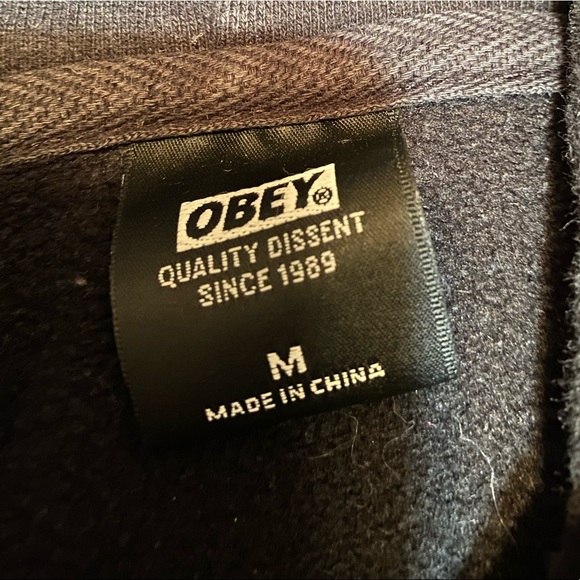 OBEY®
QUALITY DISSENT
SINCE 1989
M
MADE IN CHINA